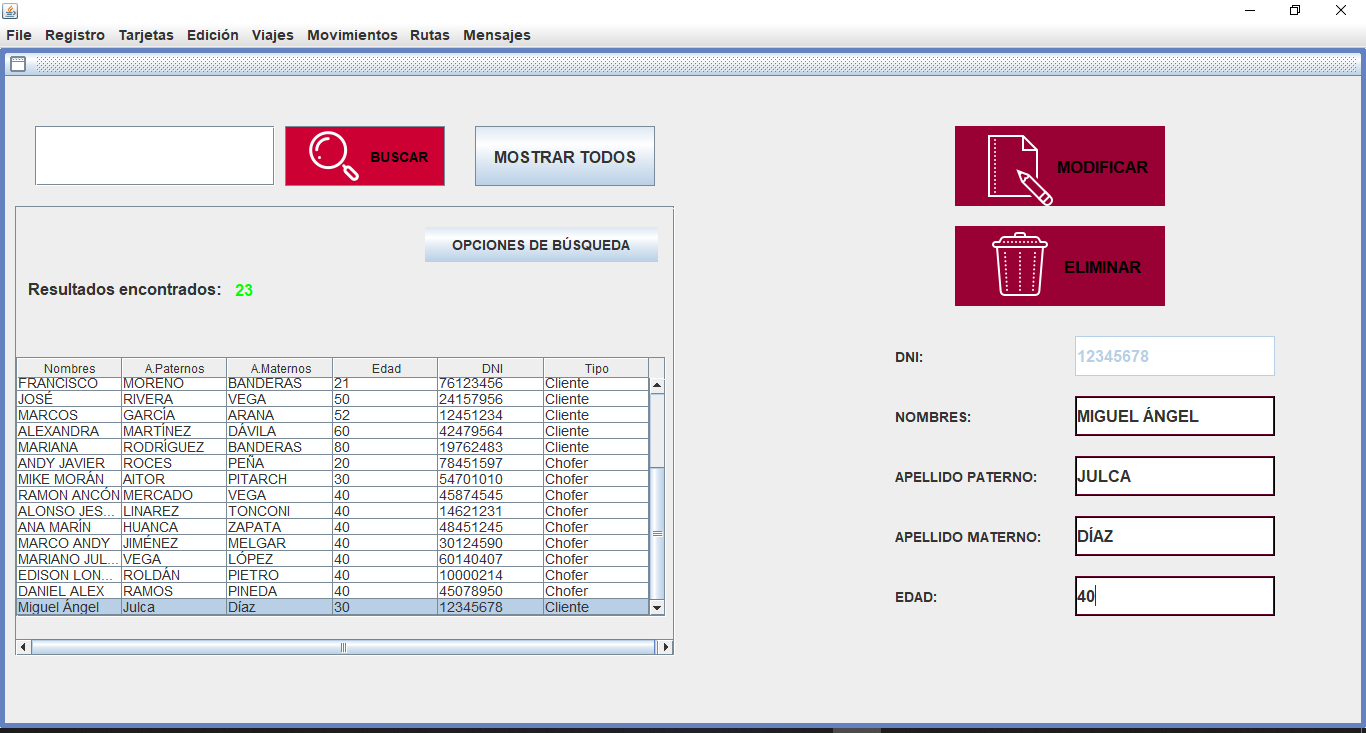 File Registro Tarjetas Edición Viajes Movimientos Rutas Mensajes
BUSCAR
MOSTRAR TODOS
MODIFICAR
OPCIONES DE BÚSQUEDA
ELIMINAR
Resultados encontrados: 23
Nombres A.Paternos A.Maternos Edad DNI Tipo
FRANCISCO MORENO BANDERAS 21 76123456 Cliente
JOSÉ RIVERA VEGA 50 24157956 Cliente
MARCOS GARCÍA ARANA 52 12451234 Cliente
ALEXANDRA MARTÍNEZ DÁVILA 60 42479564 Cliente
MARIANA RODRÍGUEZ BANDERAS 80 19762483 Cliente
ANDY JAVIER ROCES PEÑA 20 78451597 Chofer
MIKE MORÁN AITOR PITARCH 30 54701010 Chofer
RAMON ANCÓN MERCADO VEGA 40 45874545 Chofer
ALONSO JES... LINAREZ TONCONI 40 14621231 Chofer
ANA MARÍN HUANCA ZAPATA 40 48451245 Chofer
MARCO ANDY JIMÉNEZ MELGAR 40 30124590 Chofer
MARIANO JUL... VEGA LÓPEZ 40 60140407 Chofer
EDISON LON... ROLDÁN PIETRO 40 10000214 Chofer
DANIEL ALEX RAMOS PINEDA 40 45078950 Chofer
Miguel Ángel Julca Díaz 30 12345678 Cliente
DNI: 12345678
NOMBRES: MIGUEL ÁNGEL
APELLIDO PATERNO: JULCA
APELLIDO MATERNO: DÍAZ
EDAD: 40